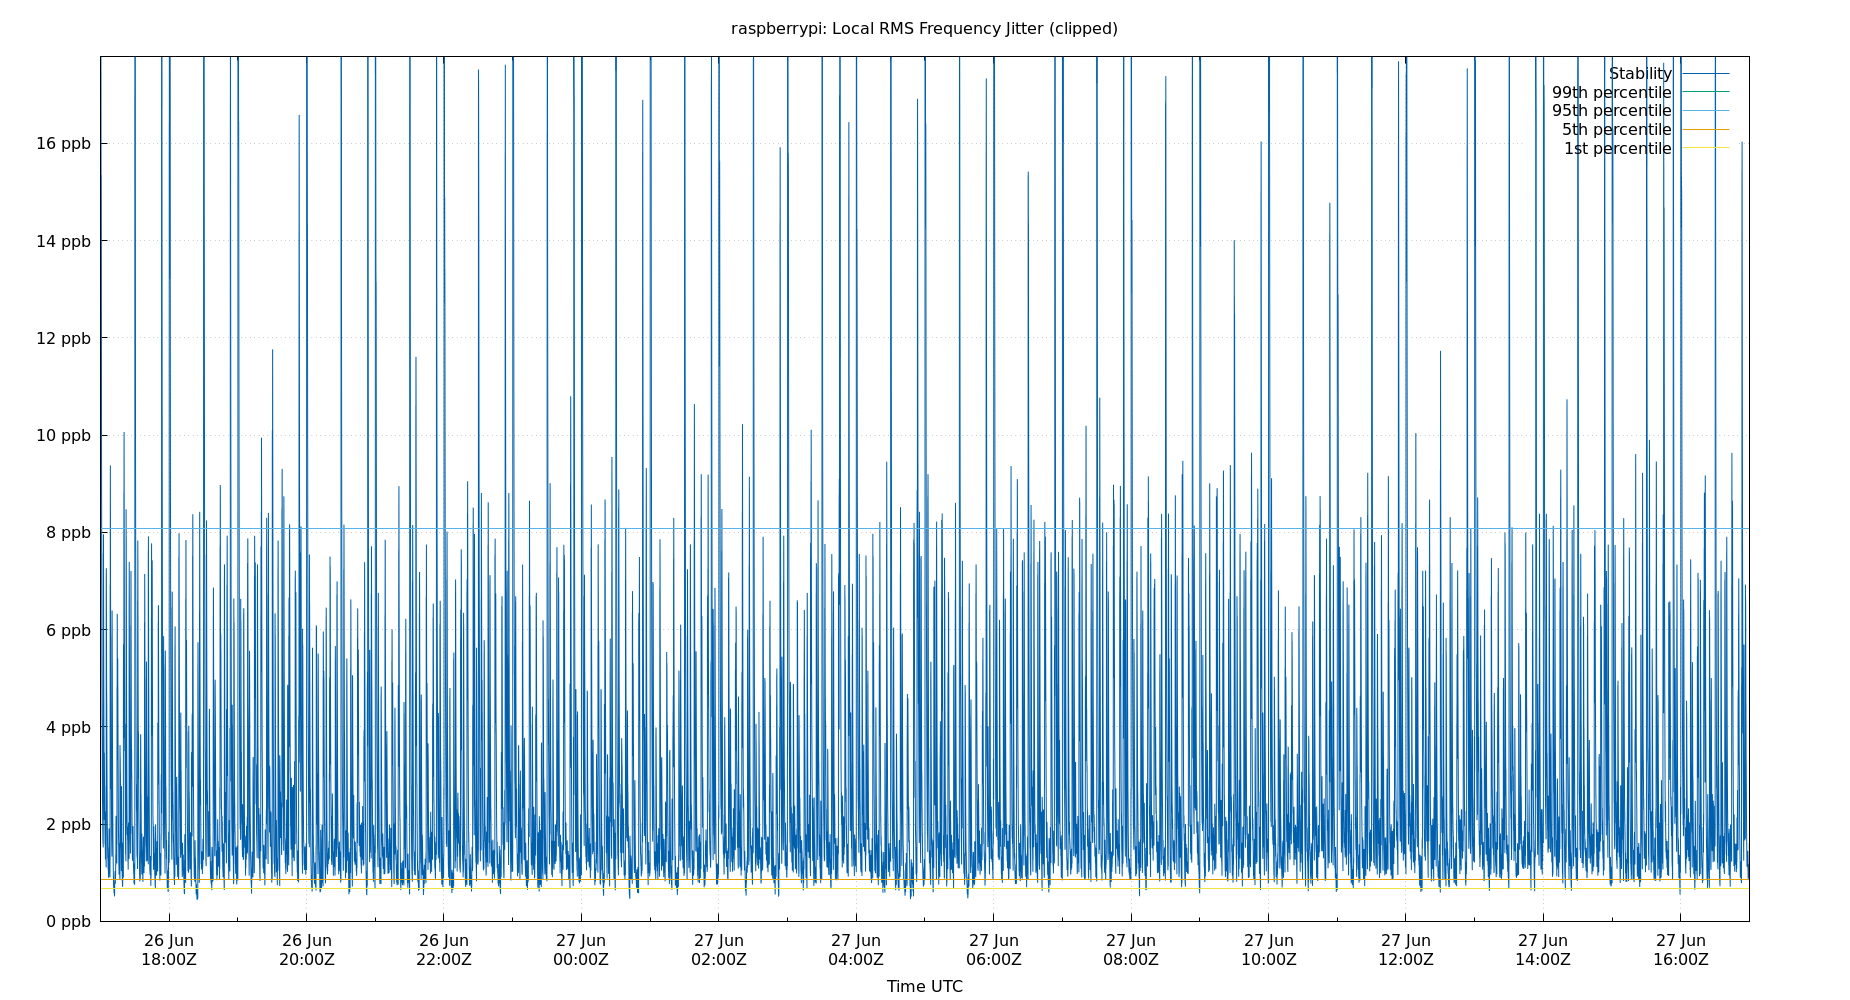 raspberrypi: Local RMS Frequency Jitter (clipped)
Stability
99th percentile
95th percentile
5th percentile
1st percentile
16 ppb
14 ppb
12 ppb
10 ppb
8 ppb
6 ppb
4 ppb
2 ppb
0 ppb
26 Jun 26 Jun 26 Jun 27 Jun 27 Jun 27 Jun 27 Jun 27 Jun 27 Jun 27 Jun 27 Jun 27 Jun
18:00Z 20:00Z 22:00Z 00:00Z 02:00Z 04:00Z 06:00Z 08:00Z 10:00Z 12:00Z 14:00Z 16:00Z
Time UTC